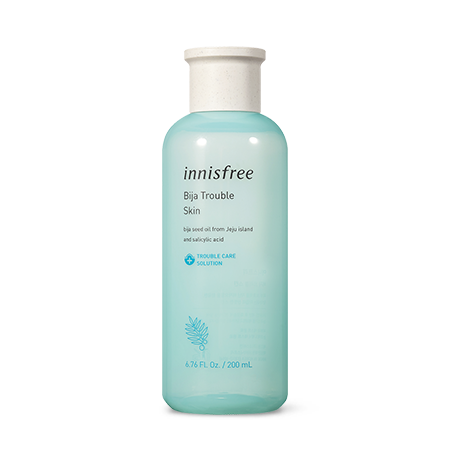 innisfree
Bija Trouble
Skin
bija seed oil from Jeju island
and salicylic acid
TROUBLE CARE
SOLUTION
6.76 Fl. Oz. / 200 mL